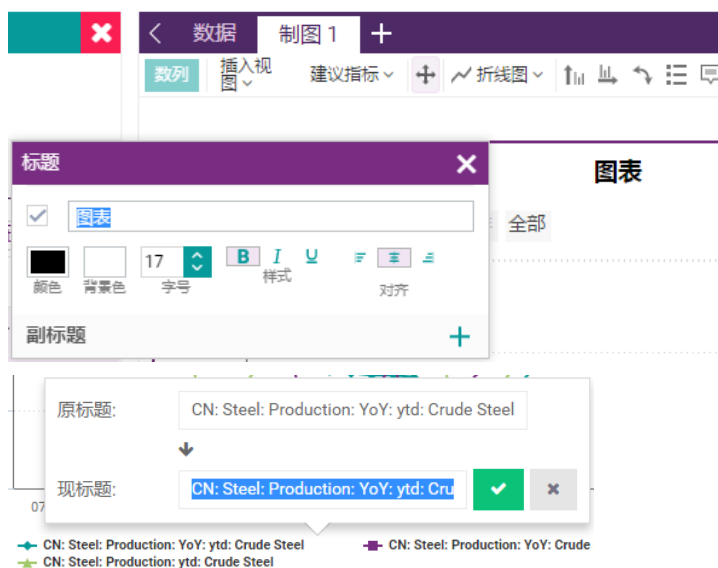 数据 制图 1
数列 插入视图 建议指标 折线图
标题
图表
图表
全部
17
B I U
颜色 背景色 字号 样式 对齐
副标题
原标题: CN: Steel: Production: YoY: ytd: Crude Steel
现标题: CN: Steel: Production: YoY: ytd: Cru
07
CN: Steel: Production: YoY: ytd: Crude Steel CN: Steel: Production: YoY: Crude
CN: Steel: Production: ytd: Crude Steel